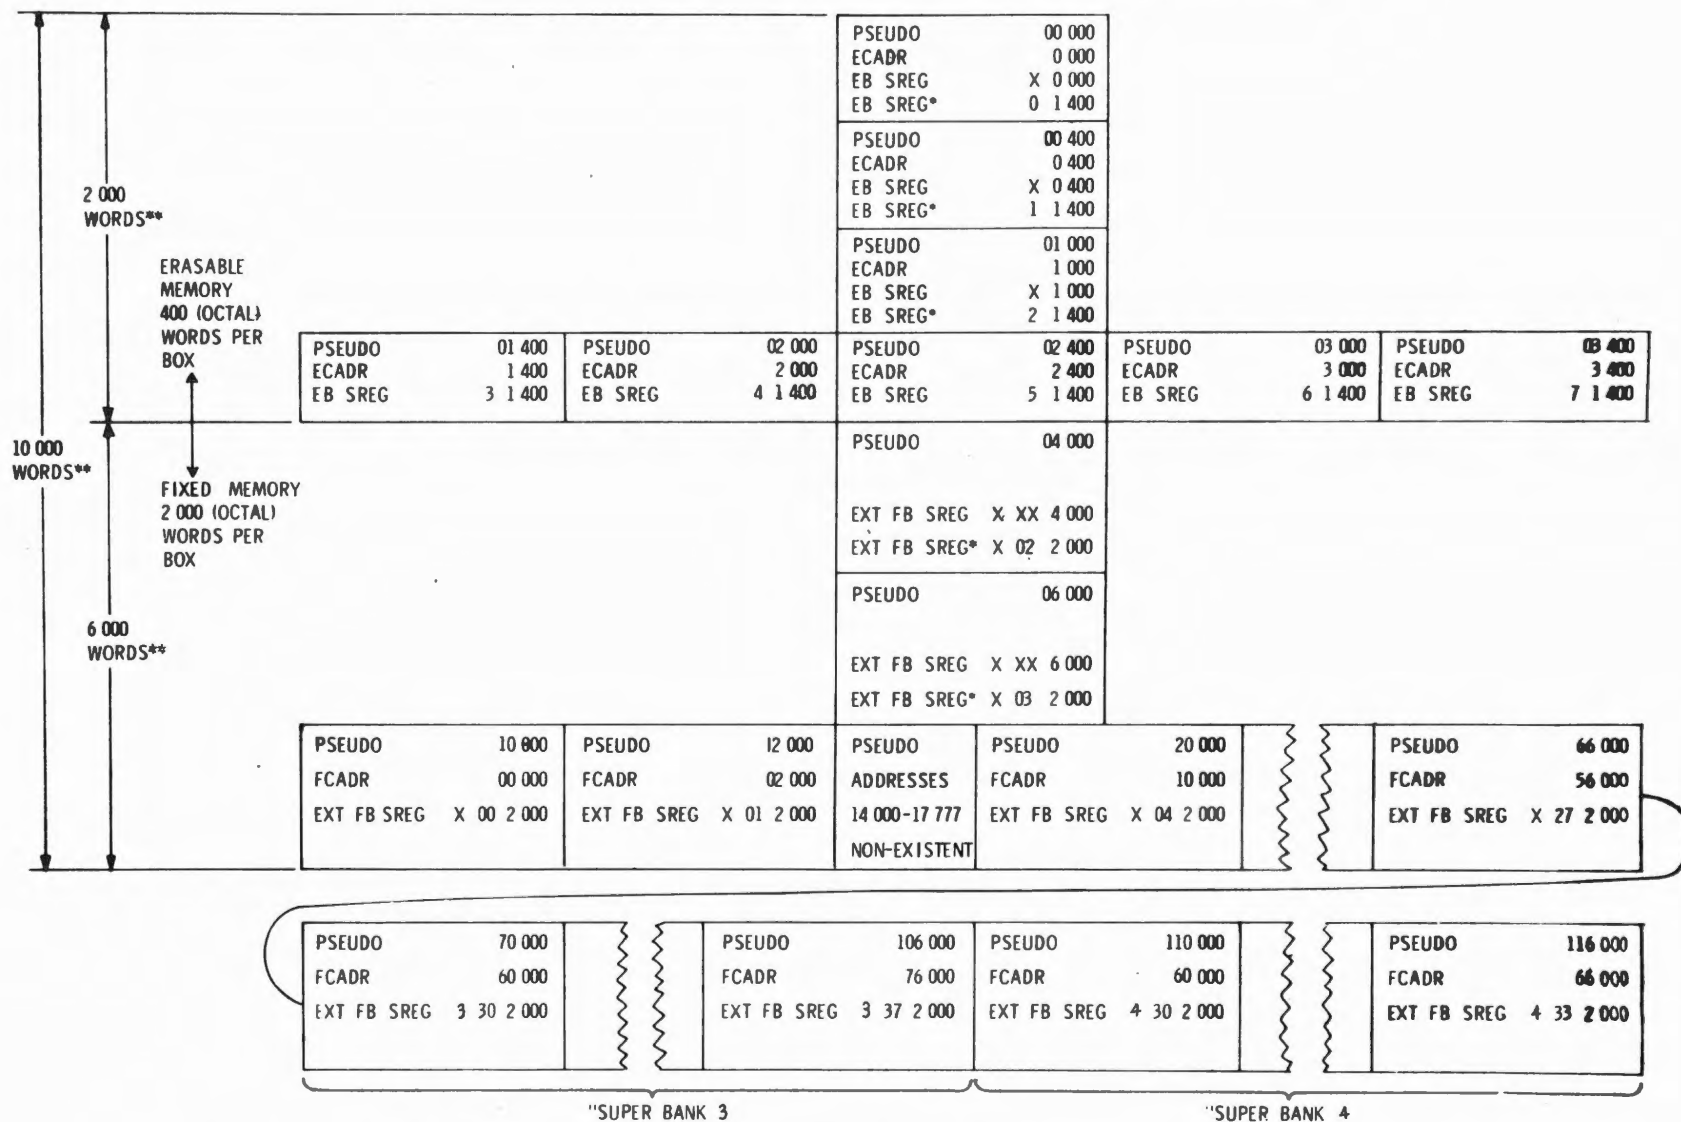 PSEUDO 00 000
ECADR 0 000
EB SREG X 0 000
EB SREG* 0 1 400
PSEUDO 00 400
ECADR 0 400
EB SREG X 0 400
EB SREG* 1 1 400
PSEUDO 01 000
ECADR 1 000
EB SREG X 1 000
EB SREG* 2 1 400
2 000
WORDS**
ERASABLE
MEMORY
400 (OCTAL)
WORDS PER
BOX
PSEUDO 01 400
ECADR 1 400
EB SREG 3 1 400
PSEUDO 02 000
ECADR 2 000
EB SREG 4 1 400
PSEUDO 02 400
ECADR 2 400
EB SREG 5 1 400
PSEUDO 03 000
ECADR 3 000
EB SREG 6 1 400
PSEUDO 03 400
ECADR 3 400
EB SREG 7 1 400
10 000
WORDS**
FIXED MEMORY
2 000 (OCTAL)
WORDS PER
BOX
PSEUDO 04 000
EXT FB SREG X XX 4 000
EXT FB SREG* X 02 2 000
6 000
WORDS**
PSEUDO 06 000
EXT FB SREG X XX 6 000
EXT FB SREG* X 03 2 000
PSEUDO 10 000
FCADR 00 000
EXT FB SREG X 00 2 000
PSEUDO 12 000
FCADR 02 000
EXT FB SREG X 01 2 000
PSEUDO
ADDRESSES
14 000-17 777
NON-EXISTENT
PSEUDO 20 000
FCADR 10 000
EXT FB SREG X 04 2 000
PSEUDO 66 000
FCADR 56 000
EXT FB SREG X 27 2 000
PSEUDO 70 000
FCADR 60 000
EXT FB SREG 3 30 2 000
PSEUDO 106 000
FCADR 76 000
EXT FB SREG 3 37 2 000
PSEUDO 110 000
FCADR 60 000
EXT FB SREG 4 30 2 000
PSEUDO 116 000
FCADR 66 000
EXT FB SREG 4 33 2 000
"SUPER BANK 3
"SUPER BANK 4